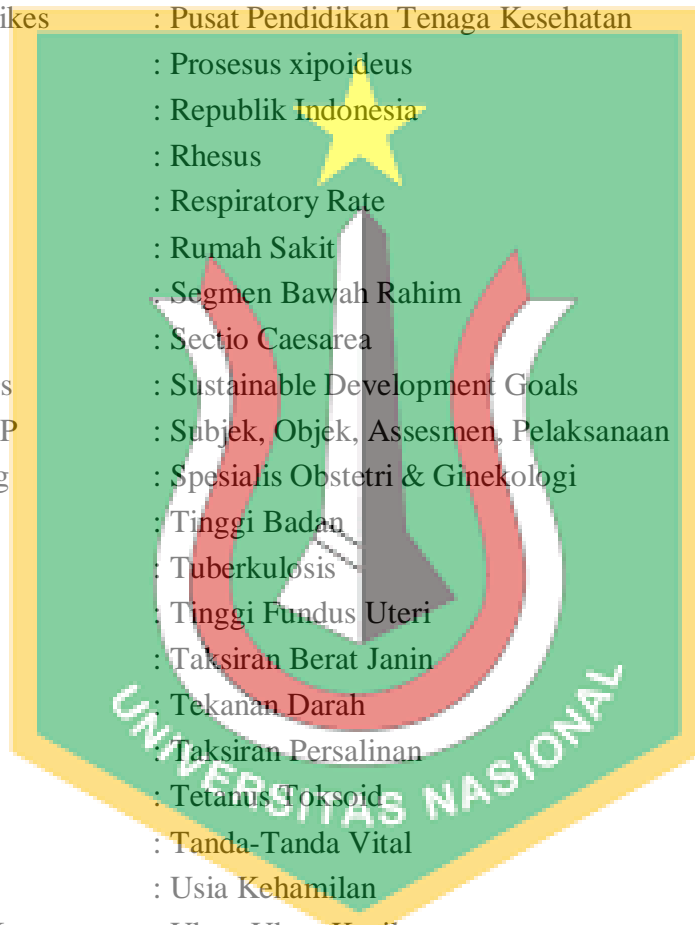 ikes : Pusat Pendidikan Tenaga Kesehatan
: Prosesus xipoideus
: Republik Indonesia
: Rhesus
: Respiratory Rate
: Rumah Sakit
: Segmen Bawah Rahim
: Sectio Caesarea
s : Sustainable Development Goals
P : Subjek, Objek, Assesmen, Pelaksanaan
g : Spesialis Obstetri & Ginekologi
: Tinggi Badan
: Tuberkulosis
: Tinggi Fundus Uteri
: Taksiran Berat Janin
: Tekanan Darah
: Taksiran Persalinan
: Tetanus Toksoid
: Tanda-Tanda Vital
: Usia Kehamilan
UNIVERSITAS NASIONAL